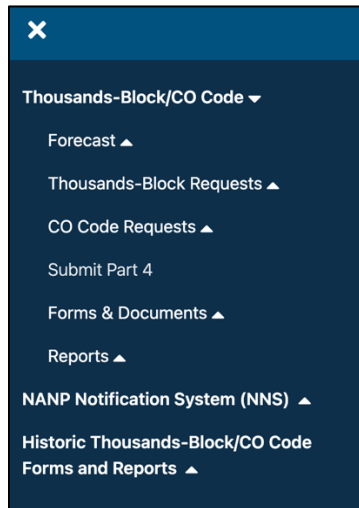 Thousands-Block/CO Code
Forecast
Thousands-Block Requests
CO Code Requests
Submit Part 4
Forms & Documents
Reports
NANP Notification System (NNS)
Historic Thousands-Block/CO Code
Forms and Reports